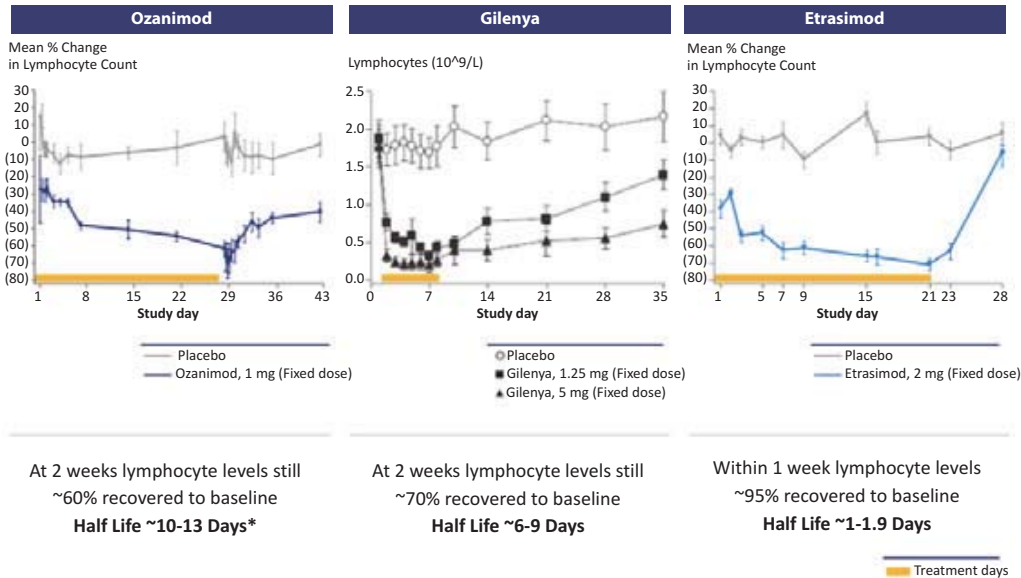 Ozanimod
Mean % Change
in Lymphocyte Count
30
20
10
0
(10)
(20)
(30)
(40)
(50)
(60)
(70)
(80)
1 8 15 22 29 36 43
Study day
Placebo
Ozanimod, 1 mg (Fixed dose)
At 2 weeks lymphocyte levels still
~60% recovered to baseline
Half Life ~10-13 Days*
Gilenya
Lymphocytes (10^9/L)
2.5
2.0
1.5
1.0
0.5
0.0
0 7 14 21 28 35
Study day
Placebo
Gilenya, 1.25 mg (Fixed dose)
Gilenya, 5 mg (Fixed dose)
At 2 weeks lymphocyte levels still
~70% recovered to baseline
Half Life ~6-9 Days
Etrasimod
Mean % Change
in Lymphocyte Count
30
20
10
0
(10)
(20)
(30)
(40)
(50)
(60)
(70)
(80)
1 5 7 9 15 21 23 28
Study day
Placebo
Etrasimod, 2 mg (Fixed dose)
Within 1 week lymphocyte levels
~95% recovered to baseline
Half Life ~1-1.9 Days
Treatment days